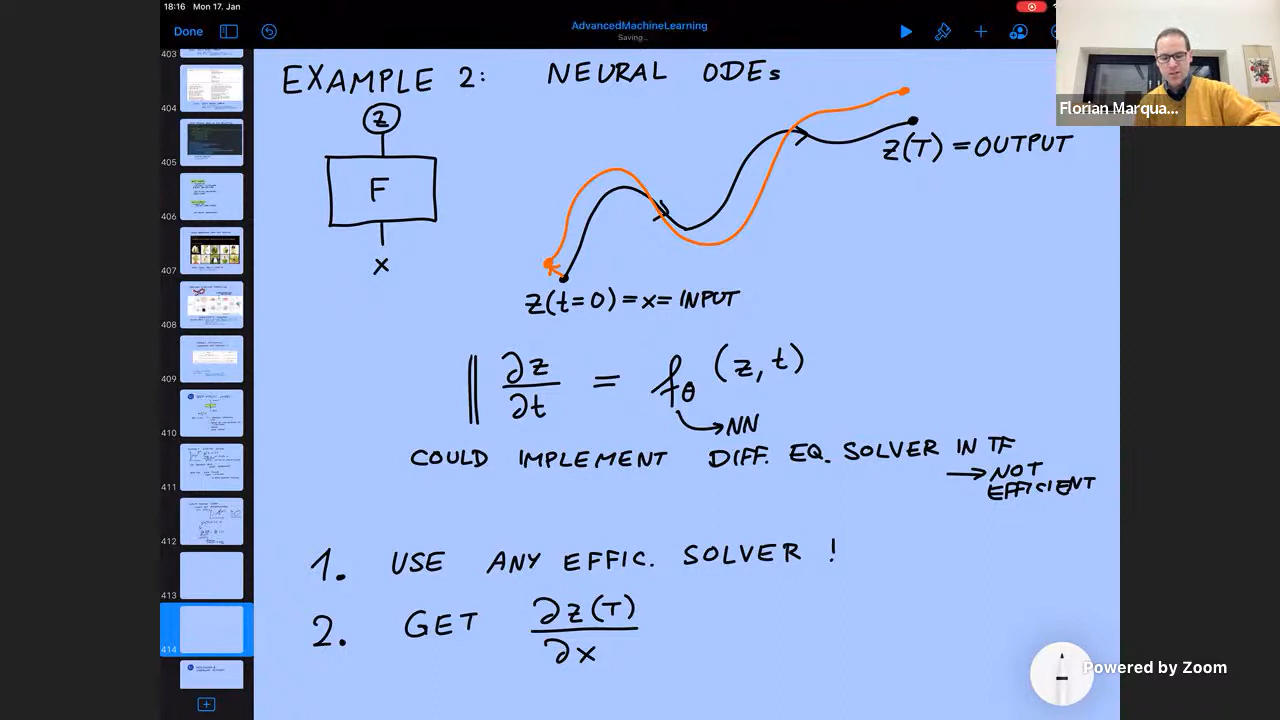 18:16 Mon 17. Jan
AdvancedMachineLearning
Saving...
Done
Florian Marqua...
403
404
405
406
407
408
409
410
411
412
413
414
EXAMPLE 2: NEURAL ODEs
Z
F
x
z(T) = OUTPUT
z(t=0) = x = INPUT
∂z/∂t = fθ (z, t)
NN
COULD IMPLEMENT DIFF. EQ. SOLVER IN TF
→ NOT
EFFICIENT
1. USE ANY EFFIC. SOLVER !
2. GET ∂z(T)/∂x
Powered by Zoom